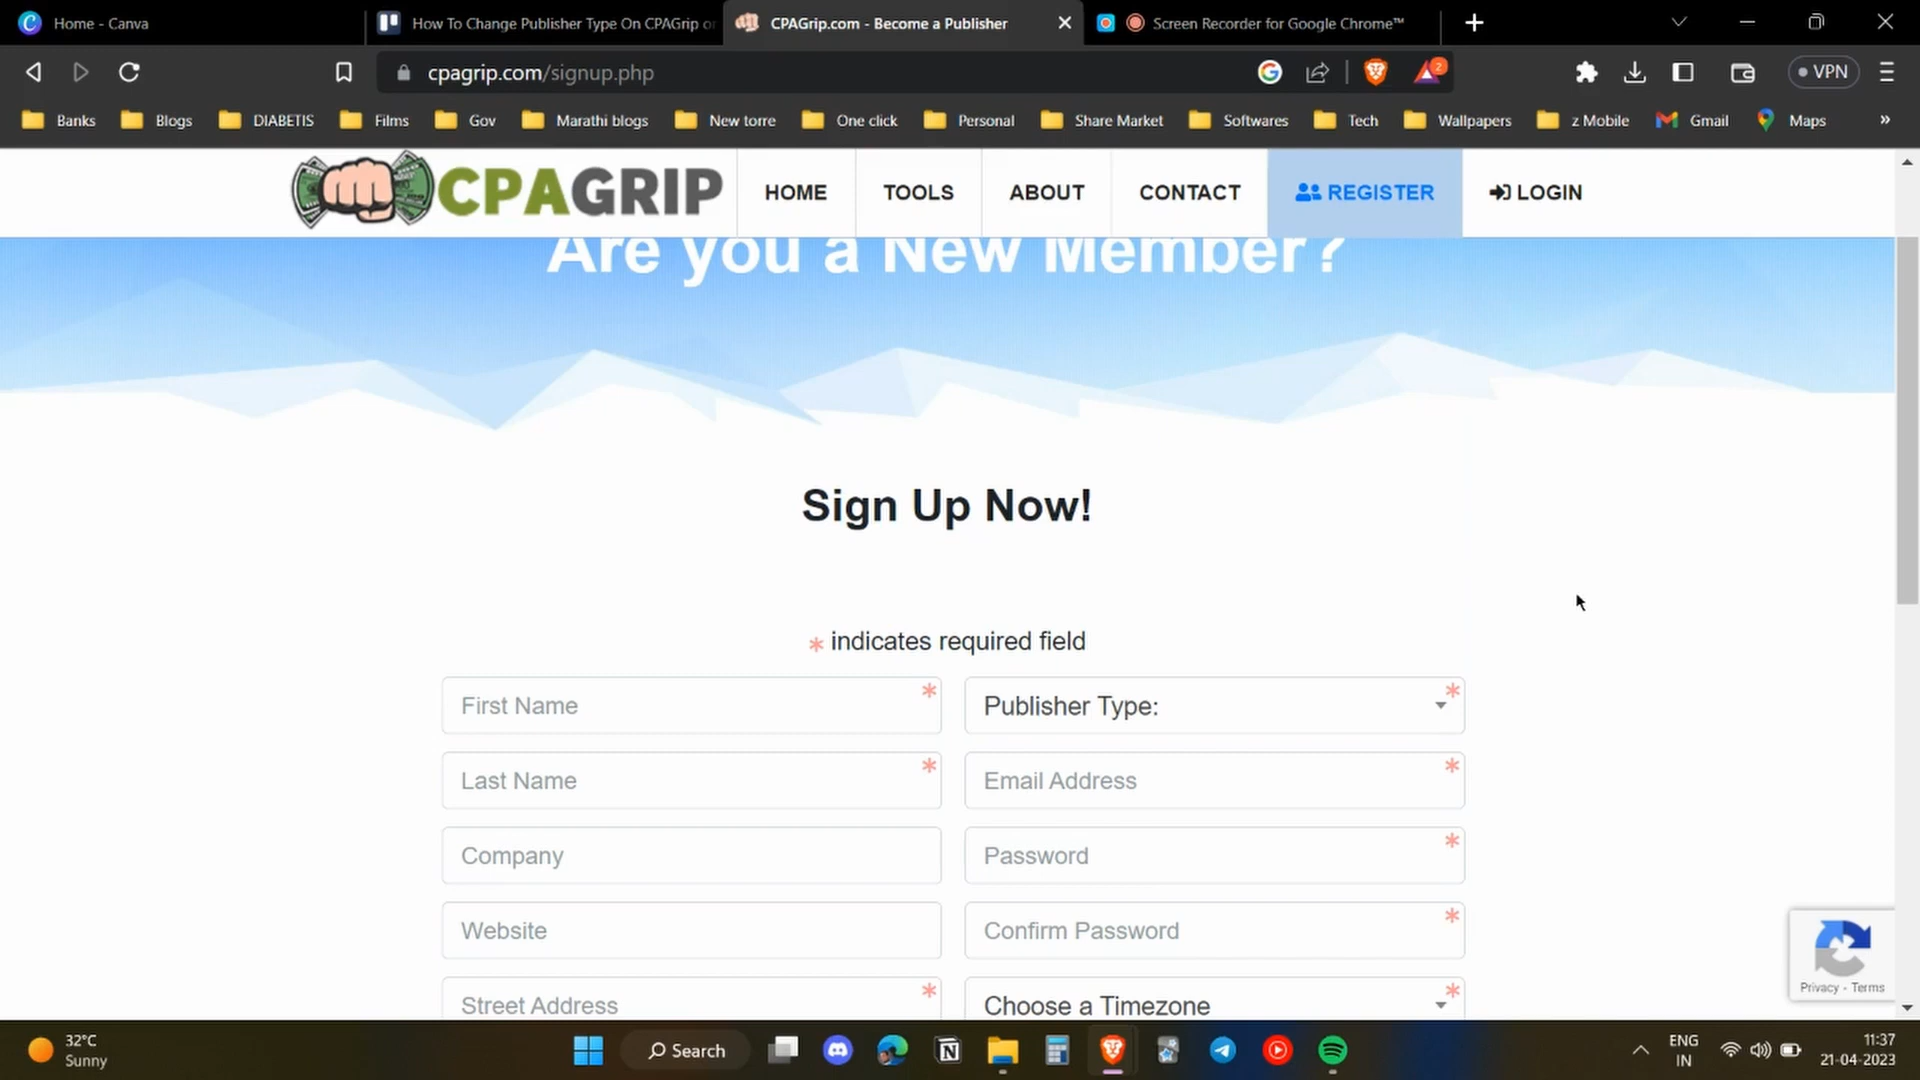 Home - Canva
How To Change Publisher Type On CPAGrip or
CPAGrip.com - Become a Publisher
Screen Recorder for Google Chrome™
cpagrip.com/signup.php
2
VPN
Banks
Blogs
DIABETIS
Films
Gov
Marathi blogs
New torre
One click
Personal
Share Market
Softwares
Tech
Wallpapers
z Mobile
Gmail
Maps
»
CPAGRIP
HOME
TOOLS
ABOUT
CONTACT
REGISTER
LOGIN
Are you a New Member?
Sign Up Now!
* indicates required field
First Name *
Publisher Type: *
Last Name *
Email Address *
Company
Password *
Website
Confirm Password *
Street Address *
Choose a Timezone *
Privacy - Terms
32°C
Sunny
Search
ENG
IN
11:37
21-04-2023